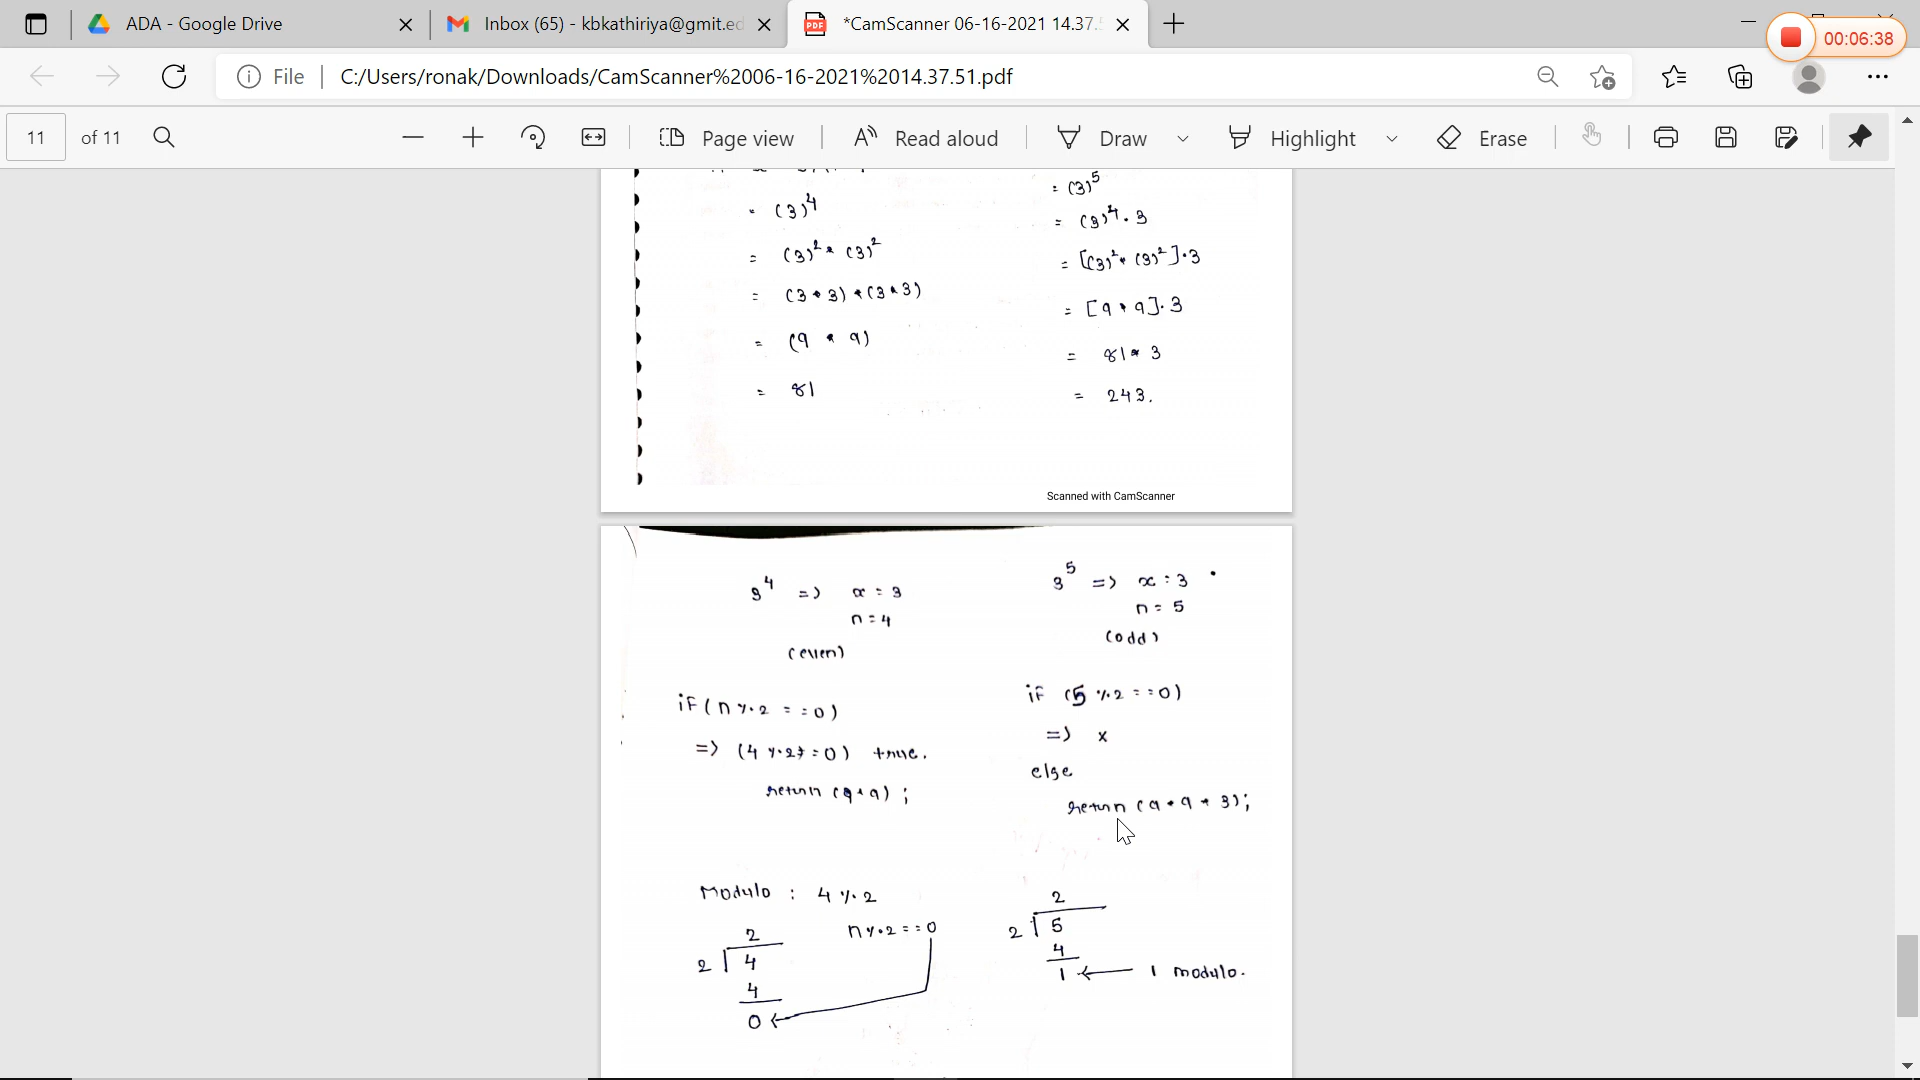 ADA - Google Drive
Inbox (65) - kbkathiriya@gmit.ed
*CamScanner 06-16-2021 14.37.5
00:06:38
File
C:/Users/ronak/Downloads/CamScanner%2006-16-2021%2014.37.51.pdf
11 of 11
Page view
Read aloud
Draw
Highlight
Erase
= (3)⁴
= (3)² * (3)²
= (3 * 3) * (3 * 3)
= (9 * 9)
= 81
= (3)⁵
= (3)⁴ . 3
= [(3)² * (3)²] . 3
= [9 * 9] . 3
= 81 * 3
= 243.
Scanned with CamScanner
3⁴ => x = 3
n = 4
(even)
if (n % 2 == 0)
=> (4 % 2 == 0) true.
return (9 * 9) ;
3⁵ => x = 3
n = 5
(odd)
if (5 % 2 == 0)
=> x
else
return (9 * 9 * 3);
Modulo : 4 % 2
n % 2 == 0
2
2 4
4
0
2
2 5
4
1 ← 1 modulo.